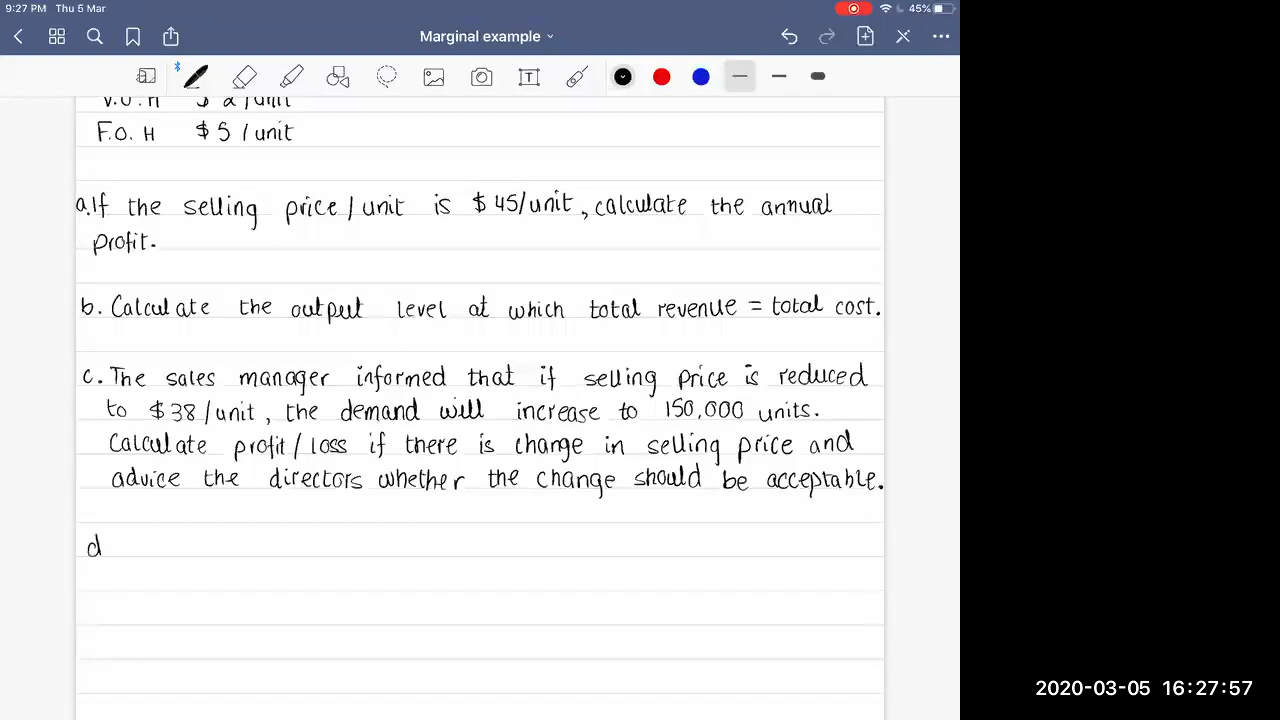 9:27 PM Thu 5 Mar
45%
Marginal example
V.O.H $2/unit
F.O.H $5/unit
a.If the selling price/unit is $45/unit, calculate the annual
profit.
b. Calculate the output level at which total revenue = total cost.
c. The sales manager informed that if selling price is reduced
to $38/unit, the demand will increase to 150,000 units.
Calculate profit/loss if there is change in selling price and
advice the directors whether the change should be acceptable.
d
2020-03-05 16:27:57